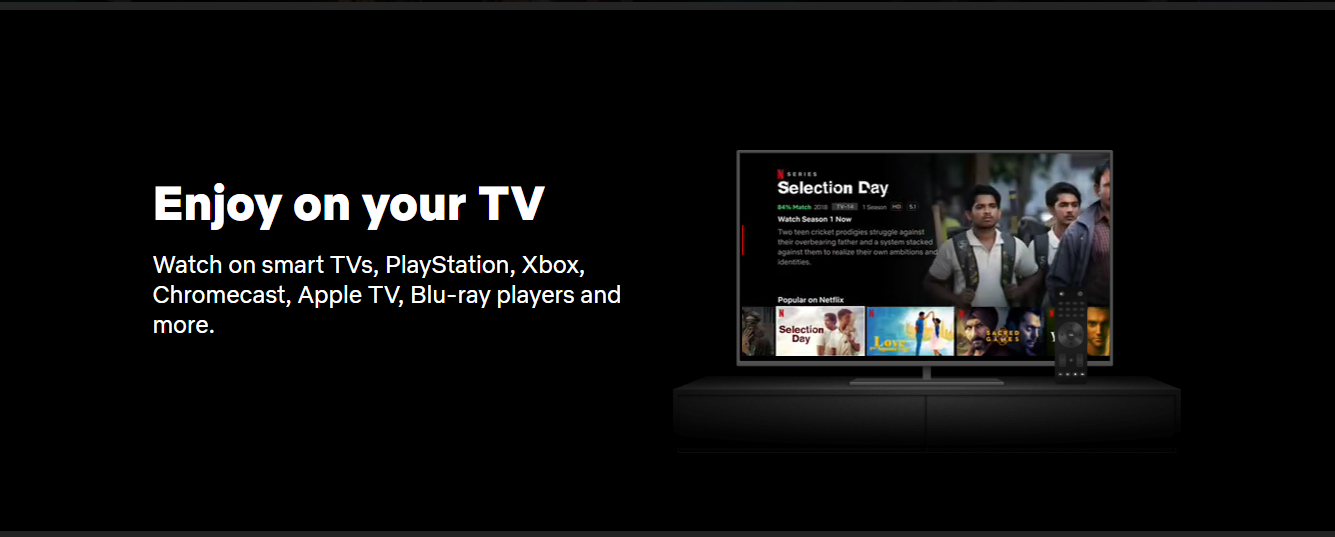 Enjoy on your TV
Watch on smart TVs, PlayStation, Xbox,
Chromecast, Apple TV, Blu-ray players and
more.
N SERIES
Selection Day
84% Match 2018 TV-14 1 Season HD 5.1
Watch Season 1 Now
Two teen cricket prodigies struggle against
their overbearing father and a system stacked
against them to realize their own ambitions and
identities.
Popular on Netflix
N
Selection
Day
N
Love
N
SACRED
GAMES
N